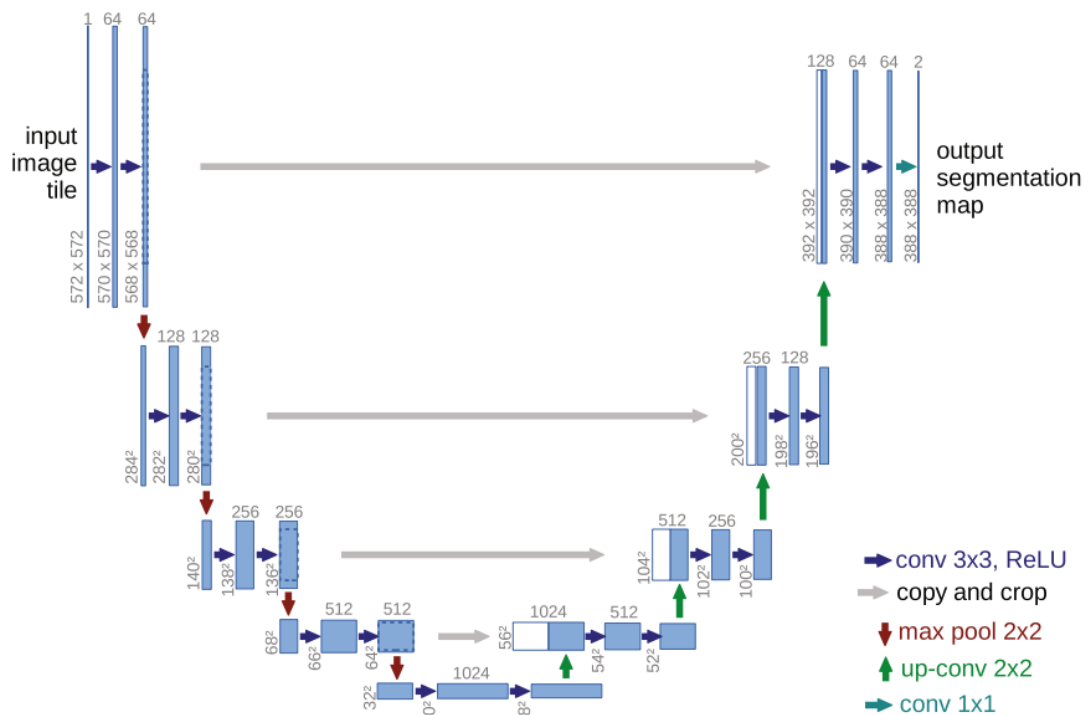 1 64 64
input
image
tile
572 x 572
570 x 570
568 x 568
128 64 64 2
output
segmentation
map
392 x 392
390 x 390
388 x 388
388 x 388
128 128
284²
282²
280²
256 128
200²
198²
196²
256 256
140²
138²
136²
512 256
104²
102²
100²
512 512
68²
66²
64²
1024 512
56²
54²
52²
1024
32²
0²
8²
conv 3x3, ReLU
copy and crop
max pool 2x2
up-conv 2x2
conv 1x1